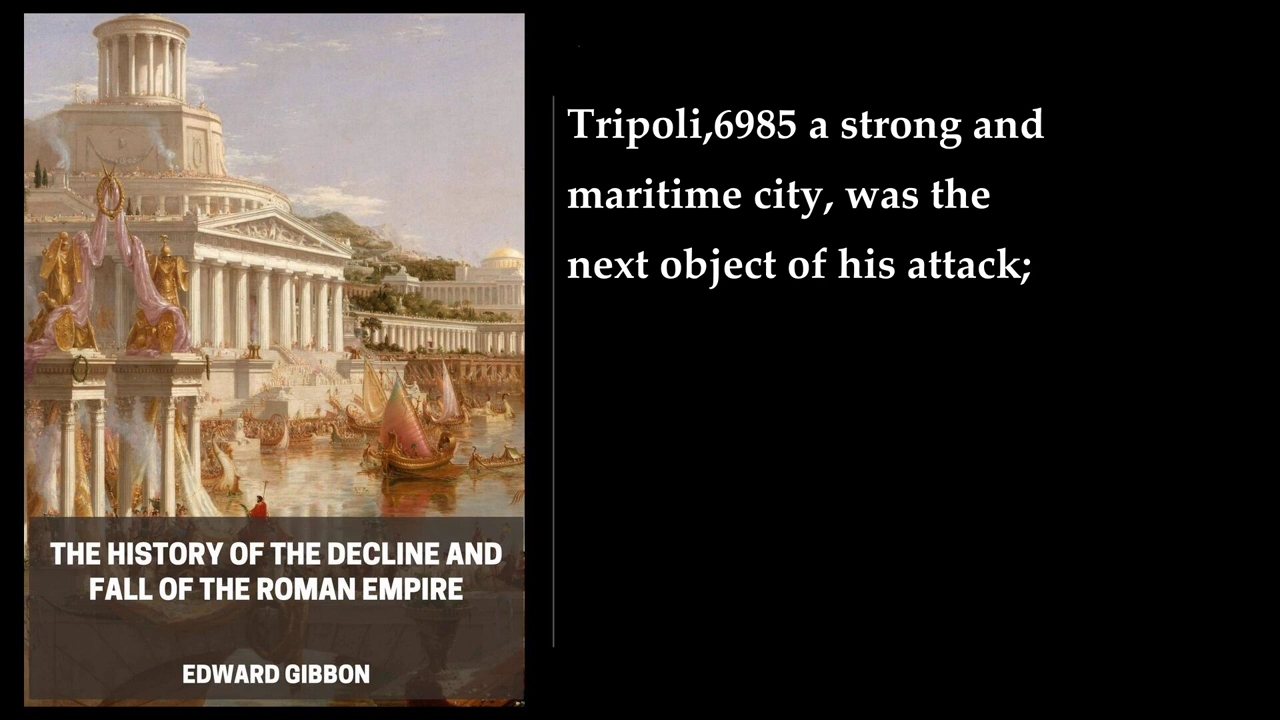 Tripoli,6985 a strong and
maritime city, was the
next object of his attack;
THE HISTORY OF THE DECLINE AND
FALL OF THE ROMAN EMPIRE
EDWARD GIBBON